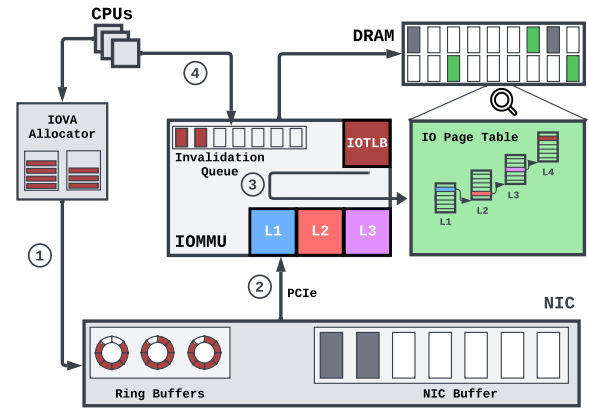 CPUs
DRAM
4
IOVA
Allocator
Invalidation
Queue
IOTLB
IO Page Table
L1
L2
L3
L4
3
IOMMU
L1
L2
L3
1
2
PCIe
NIC
Ring Buffers
NIC Buffer